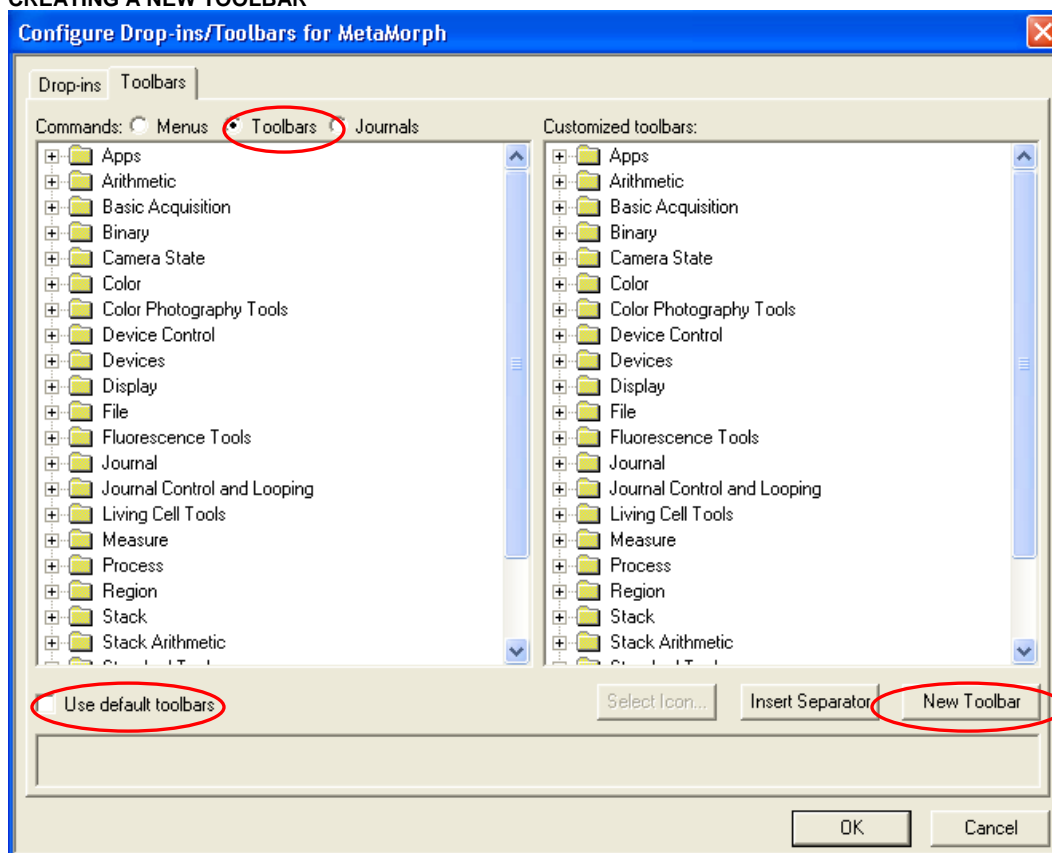 CREATING A NEW TOOLBAR
Configure Drop-ins/Toolbars for MetaMorph
Drop-ins Toolbars
Commands: Menus Toolbars Journals
Customized toolbars:
Apps
Arithmetic
Basic Acquisition
Binary
Camera State
Color
Color Photography Tools
Device Control
Devices
Display
File
Fluorescence Tools
Journal
Journal Control and Looping
Living Cell Tools
Measure
Process
Region
Stack
Stack Arithmetic
Apps
Arithmetic
Basic Acquisition
Binary
Camera State
Color
Color Photography Tools
Device Control
Devices
Display
File
Fluorescence Tools
Journal
Journal Control and Looping
Living Cell Tools
Measure
Process
Region
Stack
Stack Arithmetic
Use default toolbars
Select Icon...
Insert Separator
New Toolbar
OK
Cancel